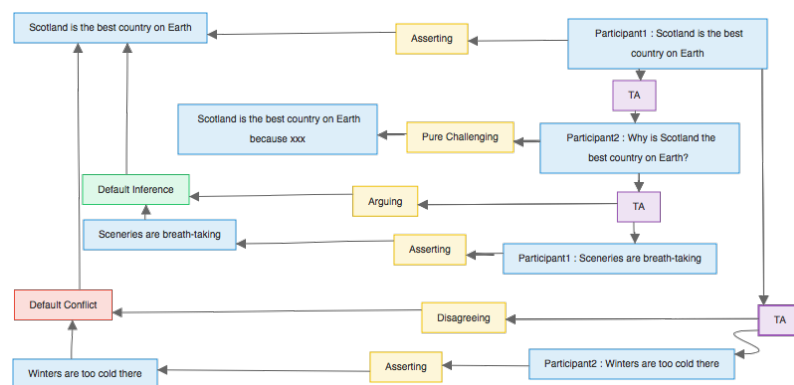 Scotland is the best country on Earth
Asserting
Participant1 : Scotland is the best
country on Earth
TA
Scotland is the best country on Earth
because xxx
Pure Challenging
Participant2 : Why is Scotland the
best country on Earth?
Default Inference
Arguing
TA
Sceneries are breath-taking
Asserting
Participant1 : Sceneries are breath-taking
Default Conflict
Disagreeing
TA
Winters are too cold there
Asserting
Participant2 : Winters are too cold there